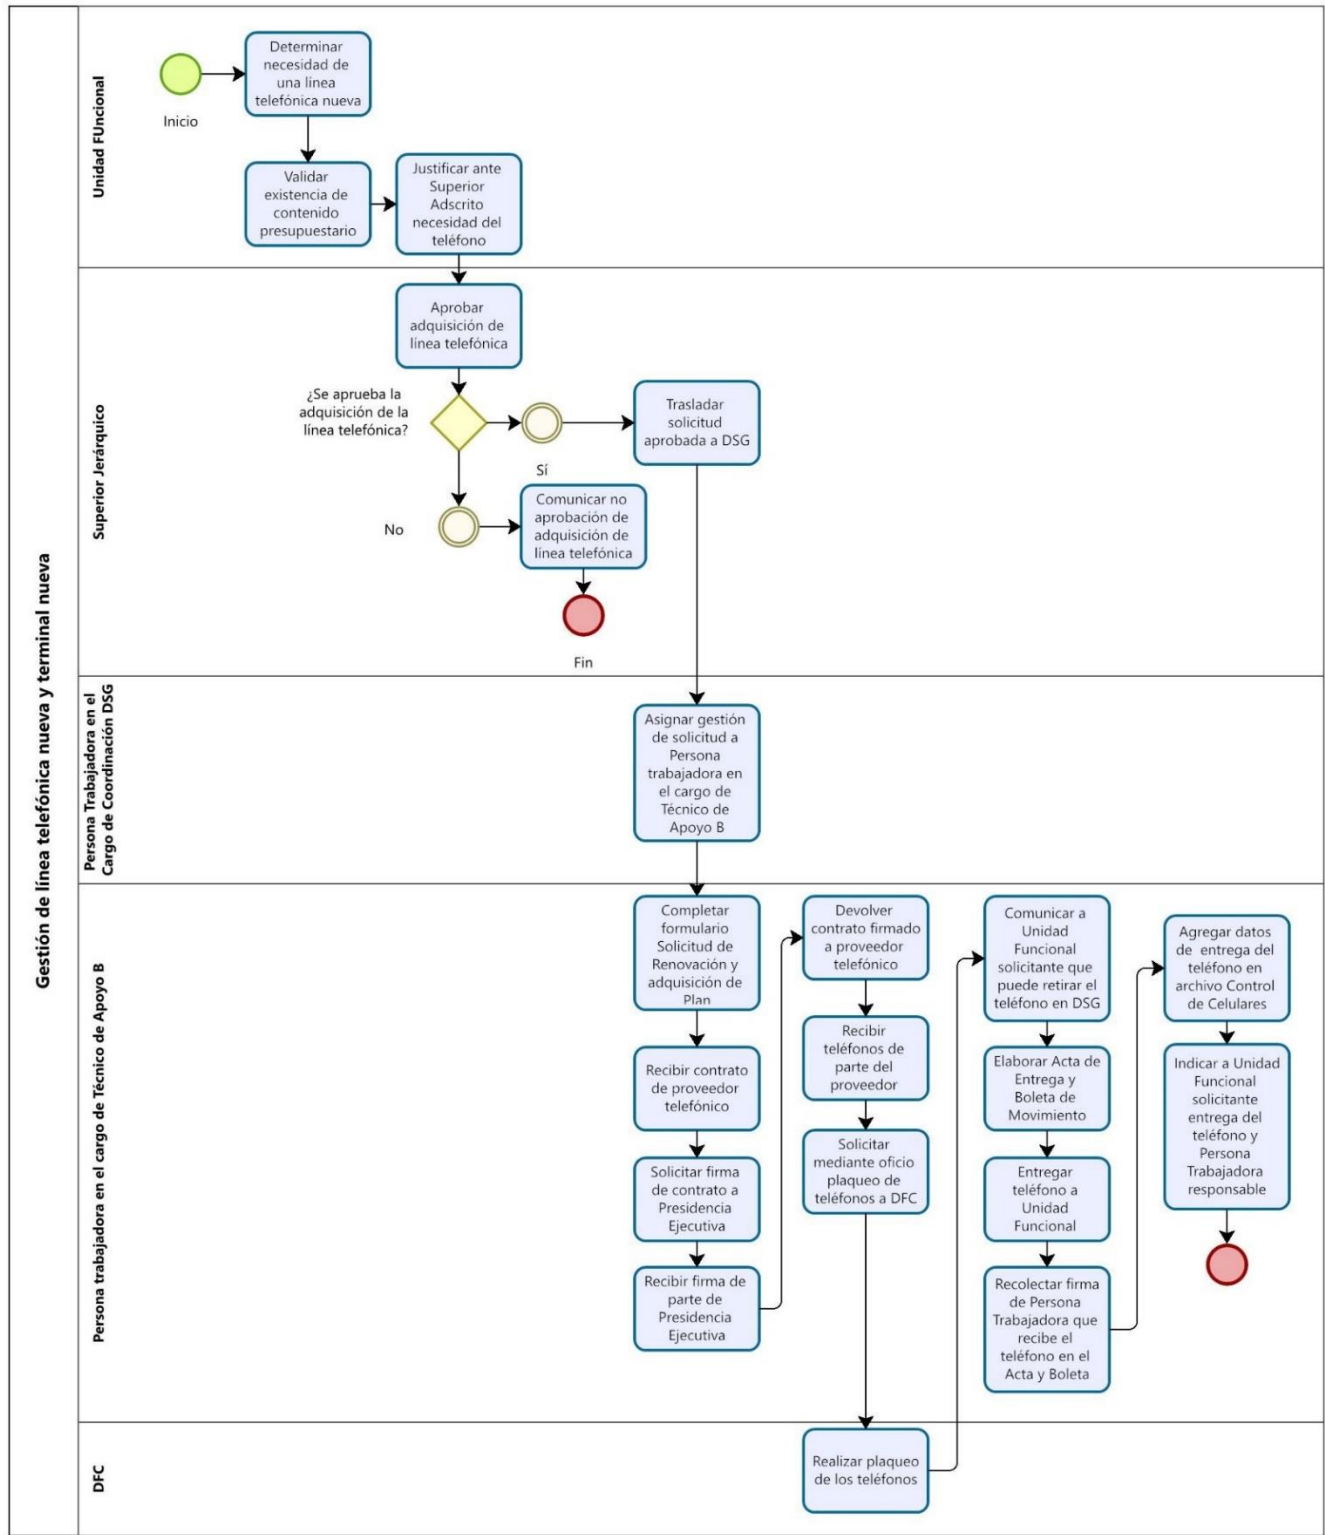 Gestión de línea telefónica nueva y terminal nueva
Unidad FUncional
Inicio
Determinar
necesidad de
una línea
telefónica nueva
Validar
existencia de
contenido
presupuestario
Justificar ante
Superior
Adscrito
necesidad del
teléfono
Superior Jerárquico
Aprobar
adquisición de
línea telefónica
¿Se aprueba la
adquisición de la
línea telefónica?
Sí
Trasladar
solicitud
aprobada a DSG
No
Comunicar no
aprobación de
adquisición de
línea telefónica
Fin
Persona Trabajadora en el
Cargo de Coordinación DSG
Asignar gestión
de solicitud a
Persona
trabajadora en
el cargo de
Técnico de
Apoyo B
Persona trabajadora en el cargo de Técnico de Apoyo B
Completar
formulario
Solicitud de
Renovación y
adquisición de
Plan
Recibir contrato
de proveedor
telefónico
Solicitar firma
de contrato a
Presidencia
Ejecutiva
Recibir firma de
parte de
Presidencia
Ejecutiva
Devolver
contrato firmado
a proveedor
telefónico
Recibir
teléfonos de
parte del
proveedor
Solicitar
mediante oficio
plaqueo de
teléfonos a DFC
Comunicar a
Unidad
Funcional
solicitante que
puede retirar el
teléfono en DSG
Elaborar Acta de
Entrega y
Boleta de
Movimiento
Entregar
teléfono a
Unidad
Funcional
Recolectar firma
de Persona
Trabajadora que
recibe el
teléfono en el
Acta y Boleta
Agregar datos
de entrega del
teléfono en
archivo Control
de Celulares
Indicar a Unidad
Funcional
solicitante
entrega del
teléfono y
Persona
Trabajadora
responsable
DFC
Realizar plaqueo
de los teléfonos